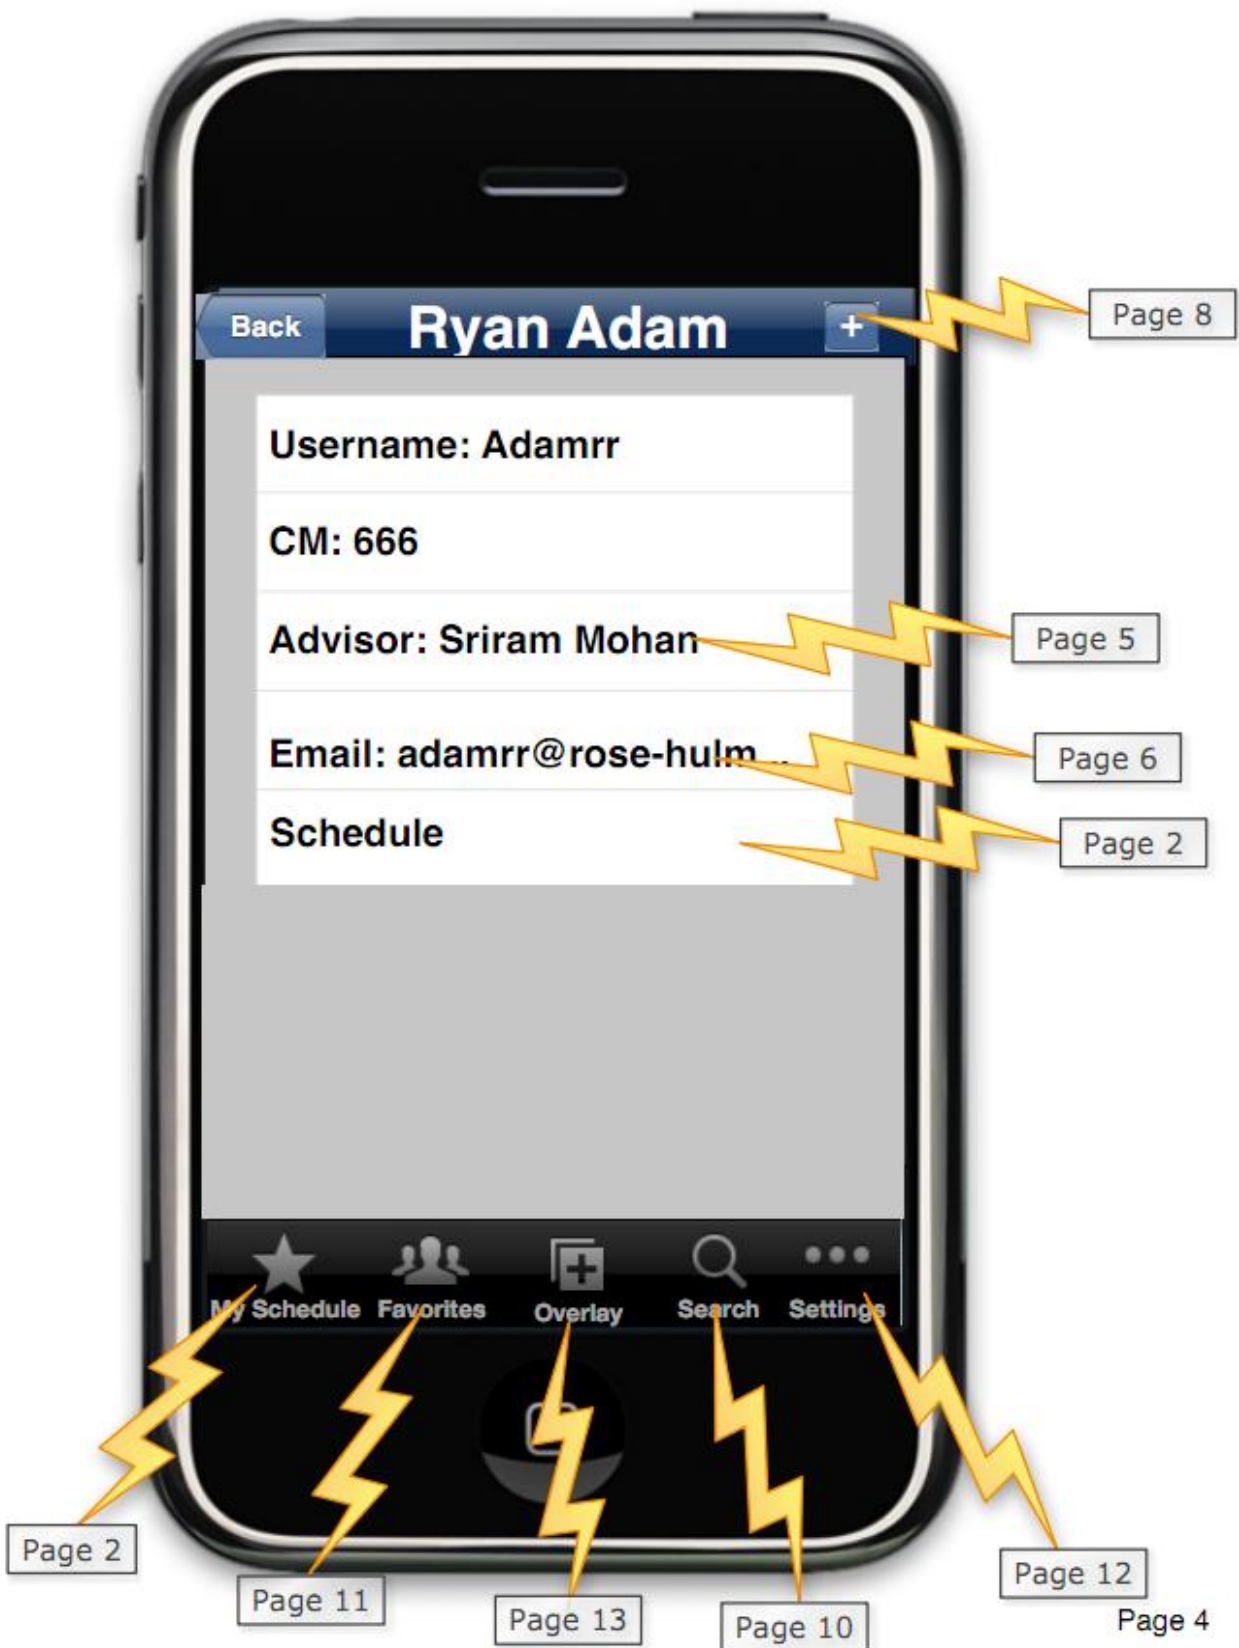 Back
Ryan Adam
+
Page 8
Username: Adamrr
CM: 666
Advisor: Sriram Mohan
Page 5
Email: adamrr@rose-hulm...
Page 6
Schedule
Page 2
My Schedule
Favorites
Overlay
Search
Settings
Page 2
Page 11
Page 13
Page 10
Page 12
Page 4